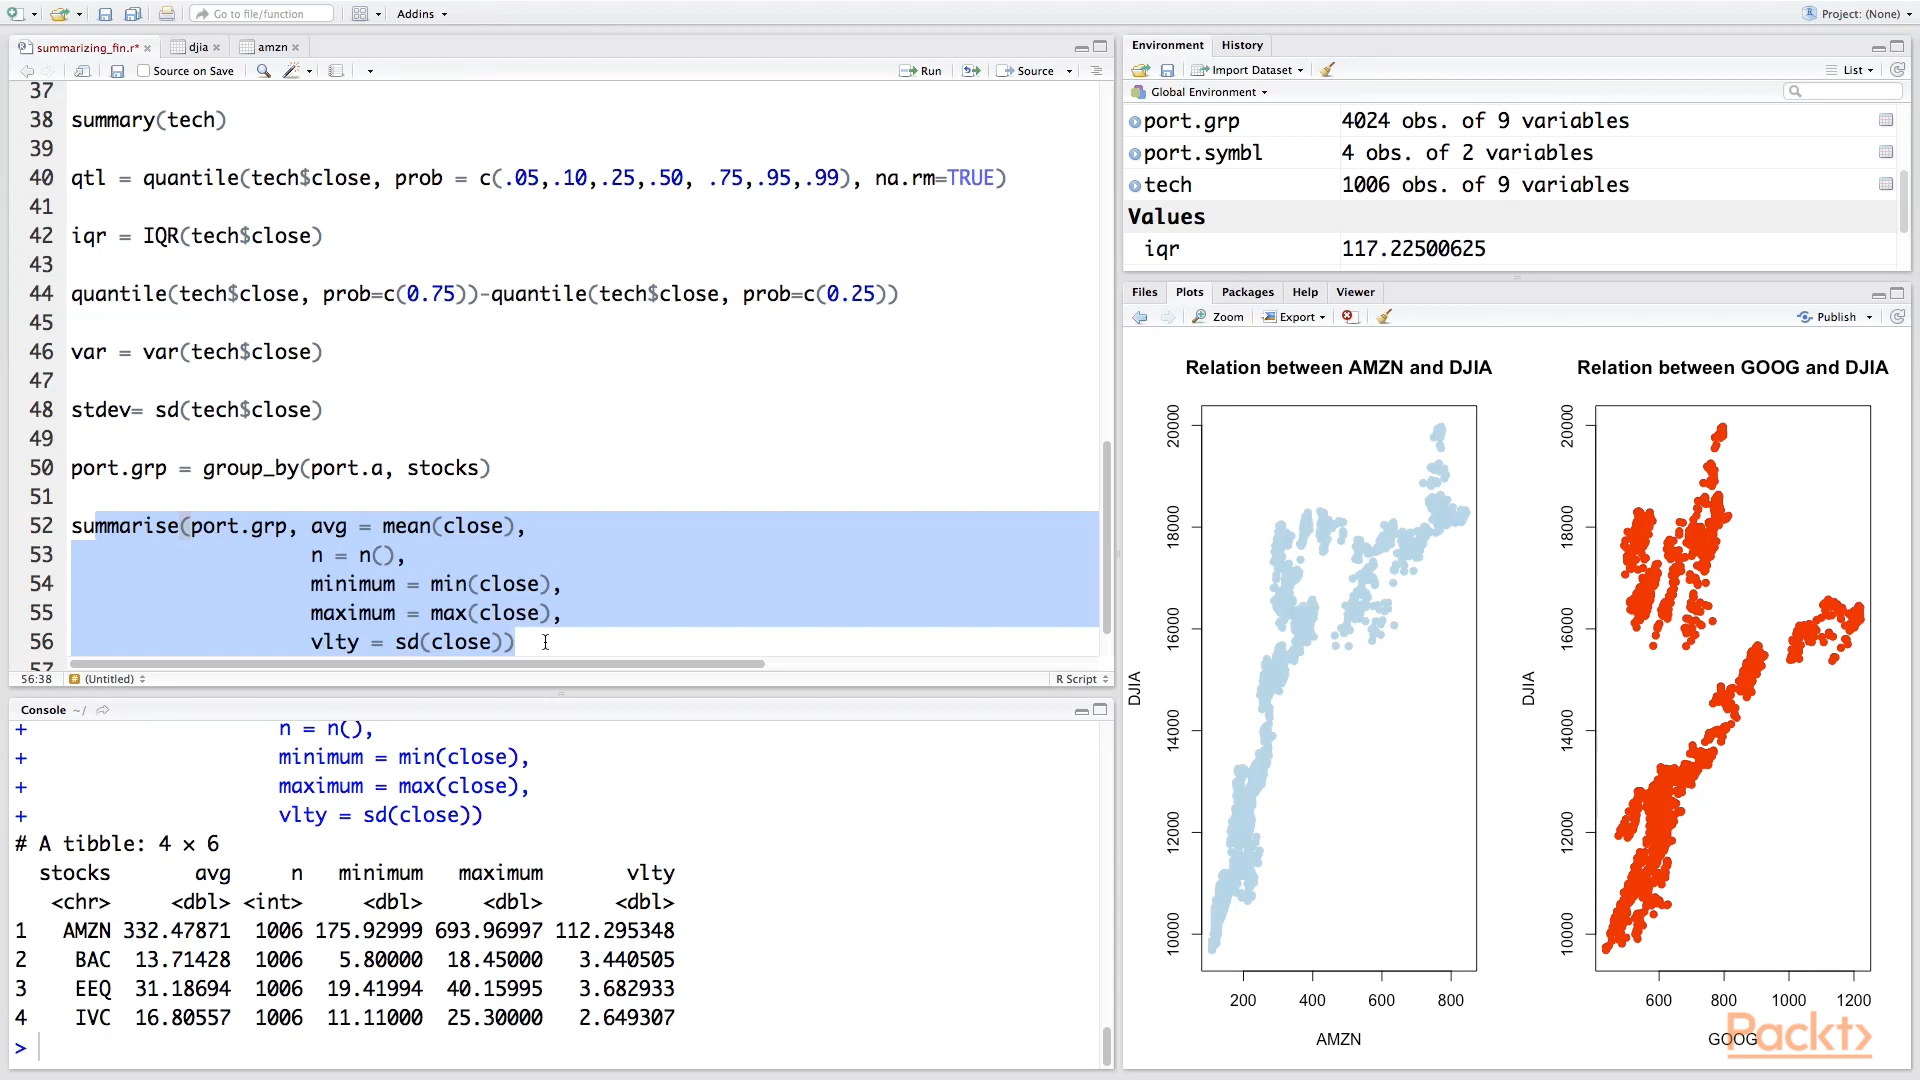 Go to file/function
Addins
Project: (None)
summarizing_fin.r*
djia
amzn
Source on Save
Run
Source
37
38 summary(tech)
39
40 qtl = quantile(tech$close, prob = c(.05,.10,.25,.50, .75,.95,.99), na.rm=TRUE)
41
42 iqr = IQR(tech$close)
43
44 quantile(tech$close, prob=c(0.75))-quantile(tech$close, prob=c(0.25))
45
46 var = var(tech$close)
47
48 stdev= sd(tech$close)
49
50 port.grp = group_by(port.a, stocks)
51
52 summarise(port.grp, avg = mean(close),
53 n = n(),
54 minimum = min(close),
55 maximum = max(close),
56 vlty = sd(close))
57
56:38
(Untitled)
R Script
Console ~/
+ n = n(),
+ minimum = min(close),
+ maximum = max(close),
+ vlty = sd(close))
# A tibble: 4 × 6
stocks avg n minimum maximum vlty
<chr> <dbl> <int> <dbl> <dbl> <dbl>
1 AMZN 332.47871 1006 175.92999 693.96997 112.295348
2 BAC 13.71428 1006 5.80000 18.45000 3.440505
3 EEQ 31.18694 1006 19.41994 40.15995 3.682933
4 IVC 16.80557 1006 11.11000 25.30000 2.649307
>
Environment
History
Import Dataset
List
Global Environment
port.grp 4024 obs. of 9 variables
port.symbl 4 obs. of 2 variables
tech 1006 obs. of 9 variables
Values
iqr 117.22500625
Files
Plots
Packages
Help
Viewer
Zoom
Export
Publish
Relation between AMZN and DJIA
20000
18000
16000
14000
12000
10000
DJIA
200 400 600 800
AMZN
Relation between GOOG and DJIA
20000
18000
16000
14000
12000
10000
DJIA
600 800 1000 1200
GOOG
Packt>